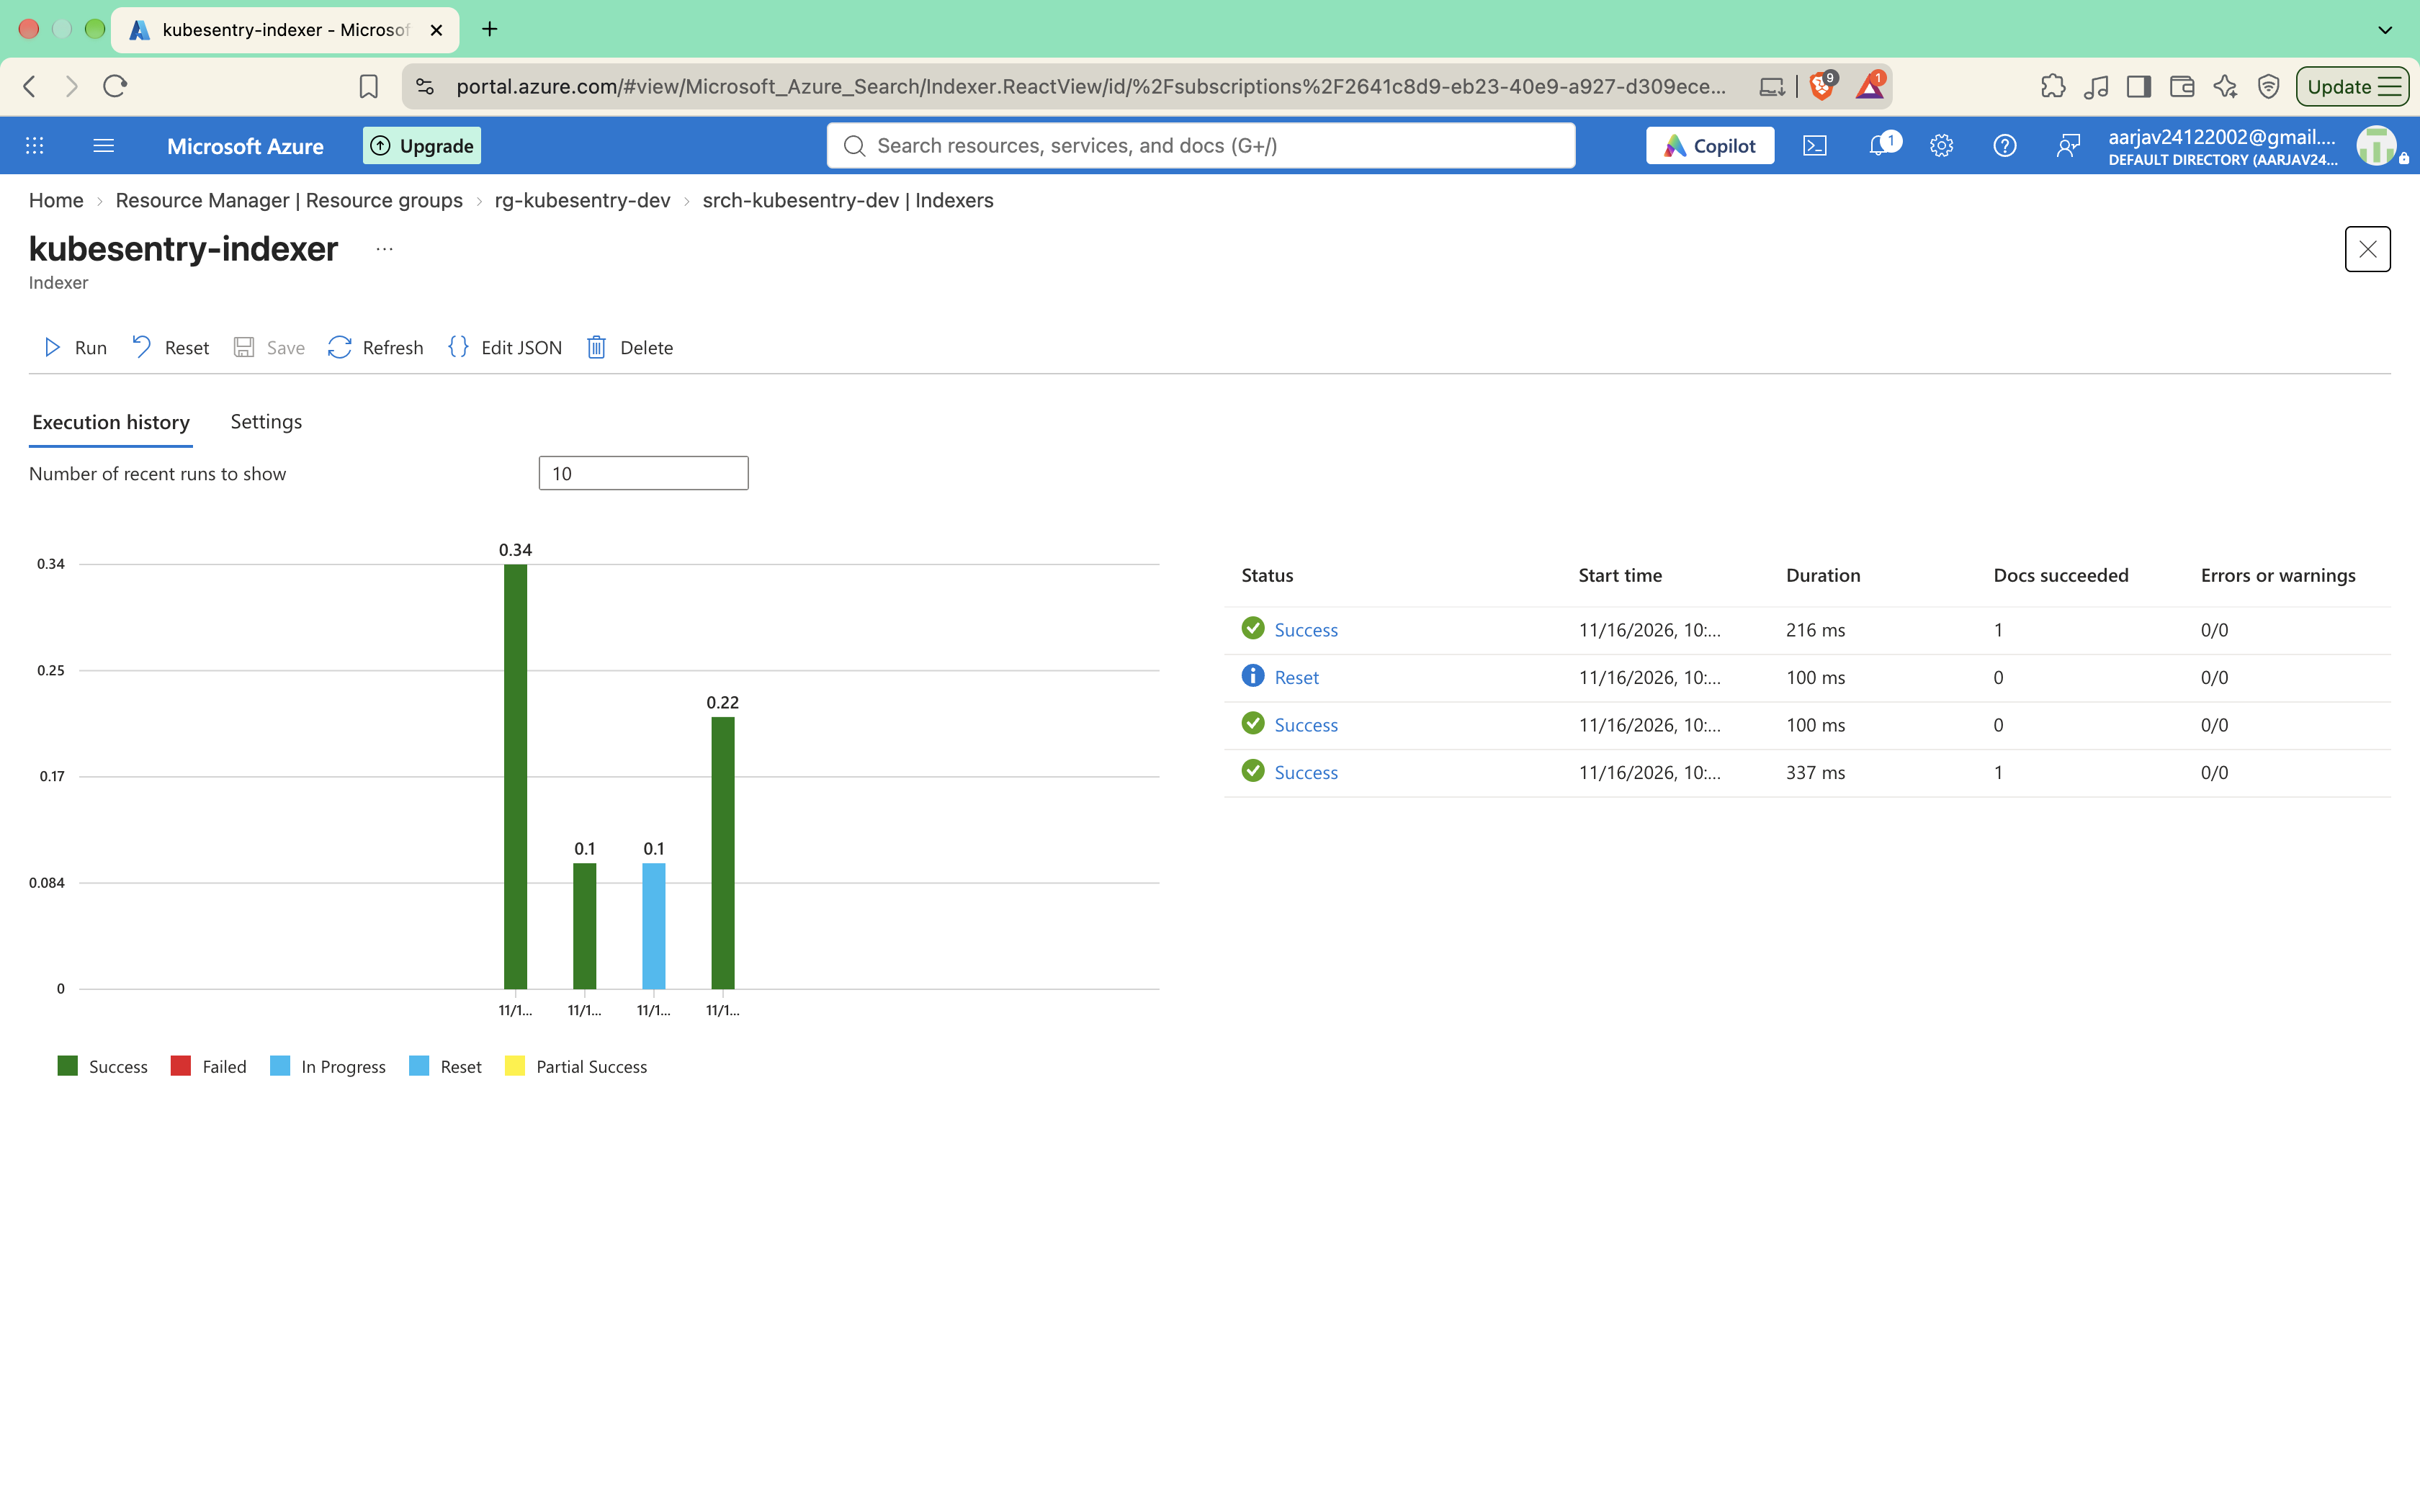 kubesentry-indexer - Microsof
portal.azure.com/#view/Microsoft_Azure_Search/Indexer.ReactView/id/%2Fsubscriptions%2F2641c8d9-eb23-40e9-a927-d309ece...
9
1
Update
Microsoft Azure
Upgrade
Search resources, services, and docs (G+/)
Copilot
1
aarjav24122002@gmail....
DEFAULT DIRECTORY (AARJAV24...
Home > Resource Manager | Resource groups > rg-kubesentry-dev > srch-kubesentry-dev | Indexers
kubesentry-indexer ...
Indexer
Run Reset Save Refresh Edit JSON Delete
Execution history Settings
Number of recent runs to show 10
0.34
0.34
0.25
0.22
0.17
0.1 0.1
0.084
0
11/1... 11/1... 11/1... 11/1...
Success Failed In Progress Reset Partial Success
Status Start time Duration Docs succeeded Errors or warnings
Success 11/16/2026, 10:... 216 ms 1 0/0
Reset 11/16/2026, 10:... 100 ms 0 0/0
Success 11/16/2026, 10:... 100 ms 0 0/0
Success 11/16/2026, 10:... 337 ms 1 0/0